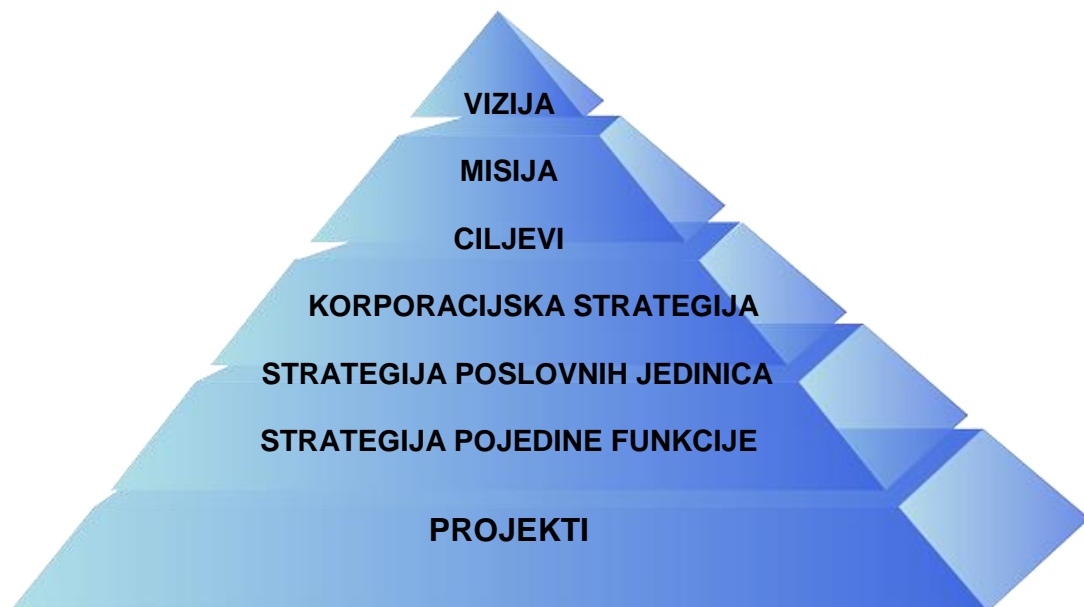 VIZIJA
MISIJA
CILJEVI
KORPORACIJSKA STRATEGIJA
STRATEGIJA POSLOVNIH JEDINICA
STRATEGIJA POJEDINE FUNKCIJE
PROJEKTI